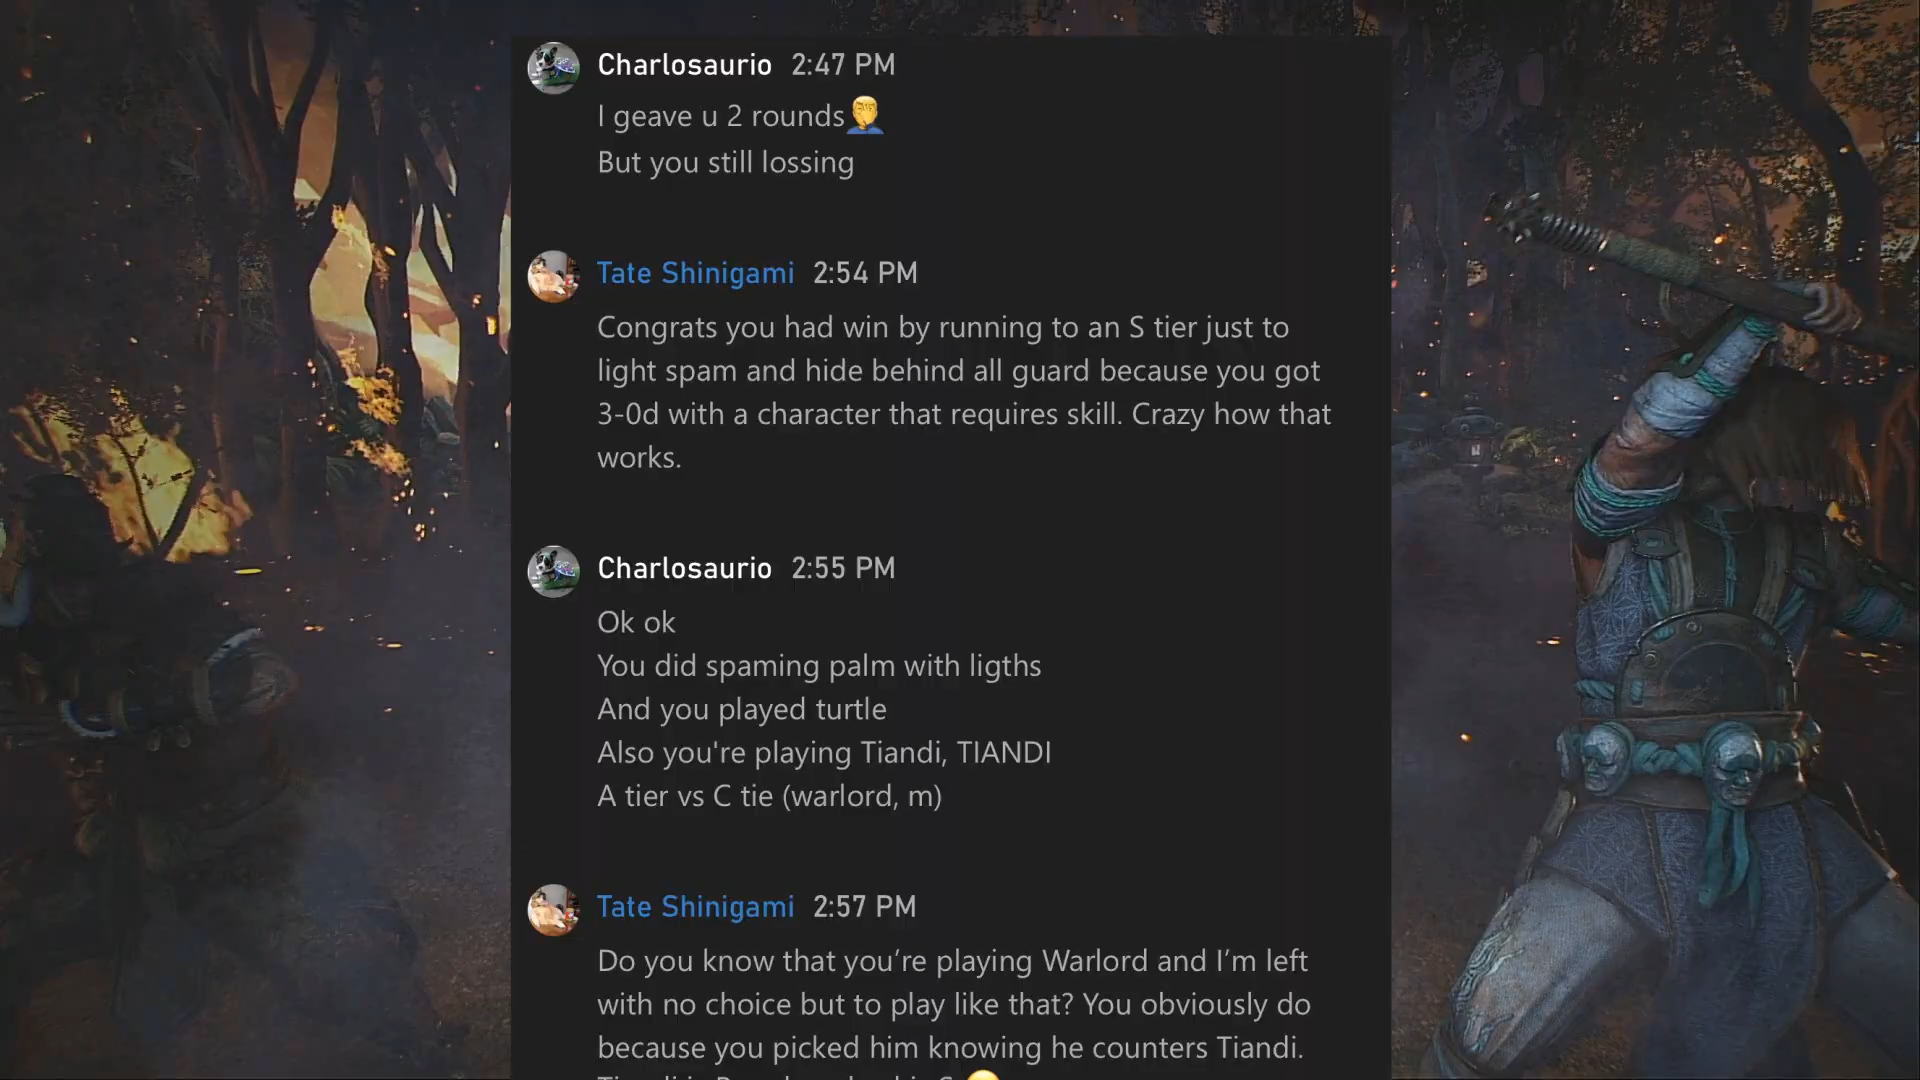 Charlosaurio 2:47 PM
I geave u 2 rounds🤦‍♂️
But you still lossing
Tate Shinigami 2:54 PM
Congrats you had win by running to an S tier just to
light spam and hide behind all guard because you got
3-0d with a character that requires skill. Crazy how that
works.
Charlosaurio 2:55 PM
Ok ok
You did spaming palm with ligths
And you played turtle
Also you're playing Tiandi, TIANDI
A tier vs C tie (warlord, m)
Tate Shinigami 2:57 PM
Do you know that you’re playing Warlord and I’m left
with no choice but to play like that? You obviously do
because you picked him knowing he counters Tiandi.